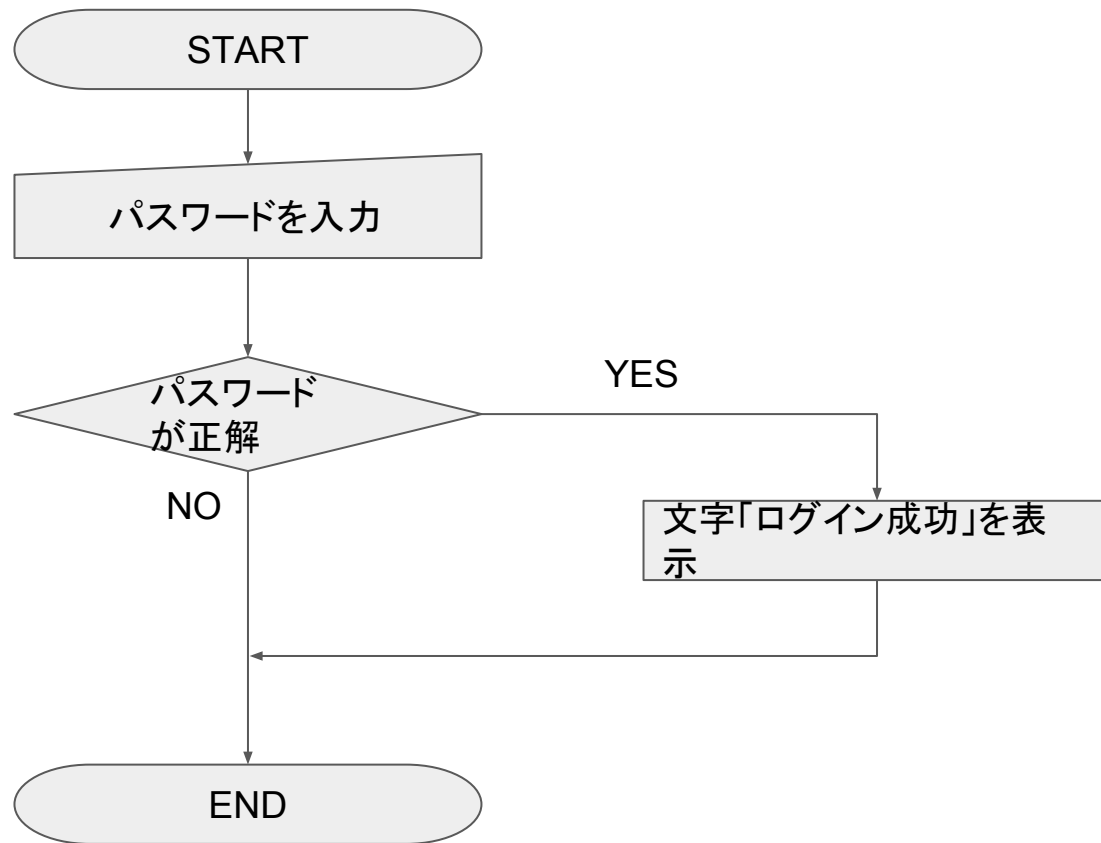 START
パスワードを入力
パスワード
が正解
YES
NO
文字「ログイン成功」を表
示
END